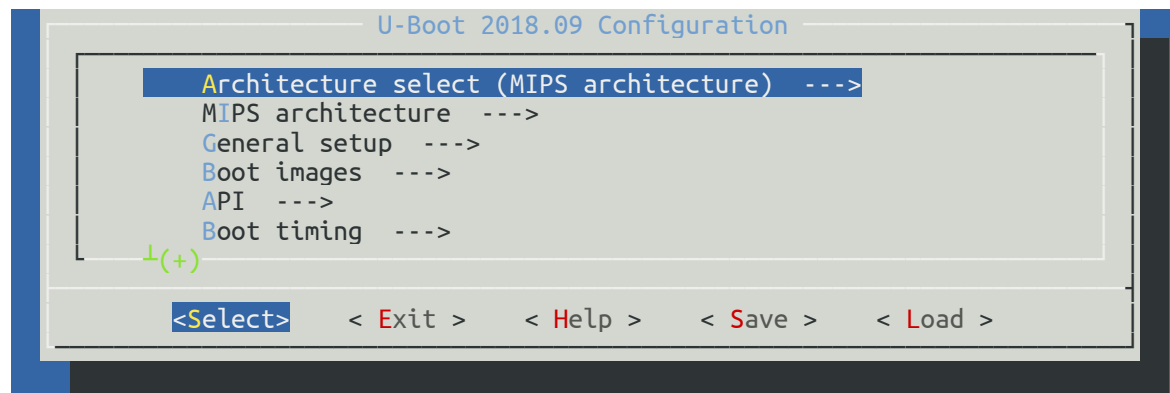 U-Boot 2018.09 Configuration
Architecture select (MIPS architecture) --->
MIPS architecture --->
General setup --->
Boot images --->
API --->
Boot timing --->
┴(+)
<Select> < Exit > < Help > < Save > < Load >